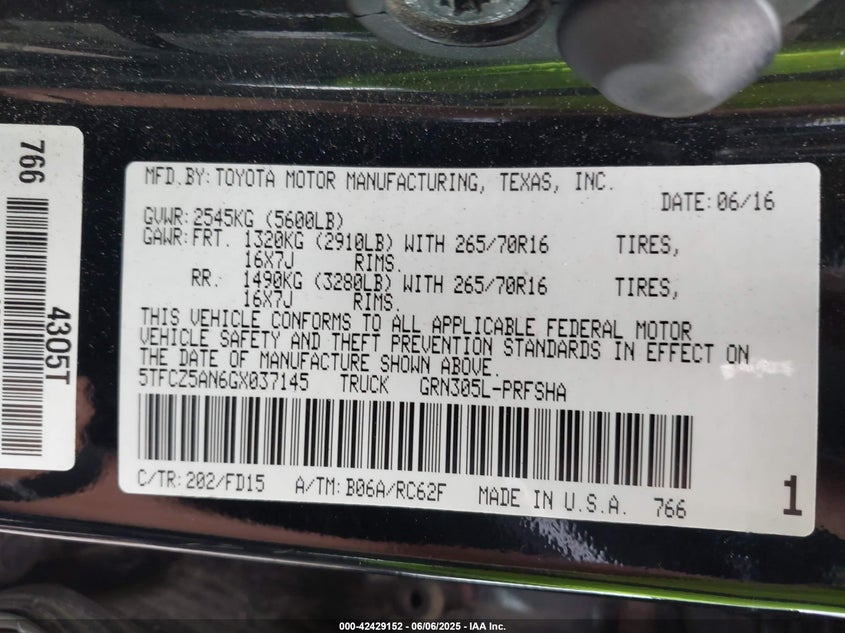 766
4305T
MFD.BY:TOYOTA MOTOR MANUFACTURING, TEXAS, INC.
DATE:06/16
GVWR:2545KG (5600LB)
GAWR:FRT. 1320KG (2910LB) WITH 265/70R16 TIRES,
16X7J RIMS.
RR. 1490KG (3280LB) WITH 265/70R16 TIRES,
16X7J RIMS.
THIS VEHICLE CONFORMS TO ALL APPLICABLE FEDERAL MOTOR
VEHICLE SAFETY AND THEFT PREVENTION STANDARDS IN EFFECT ON
THE DATE OF MANUFACTURE SHOWN ABOVE.
5TFCZ5AN6GX037145 TRUCK GRN305L-PRFSHA
C/TR:202/FD15 A/TM:B06A/RC62F MADE IN U.S.A. 766
1
000-42429152 - 06/06/2025 - IAA Inc.